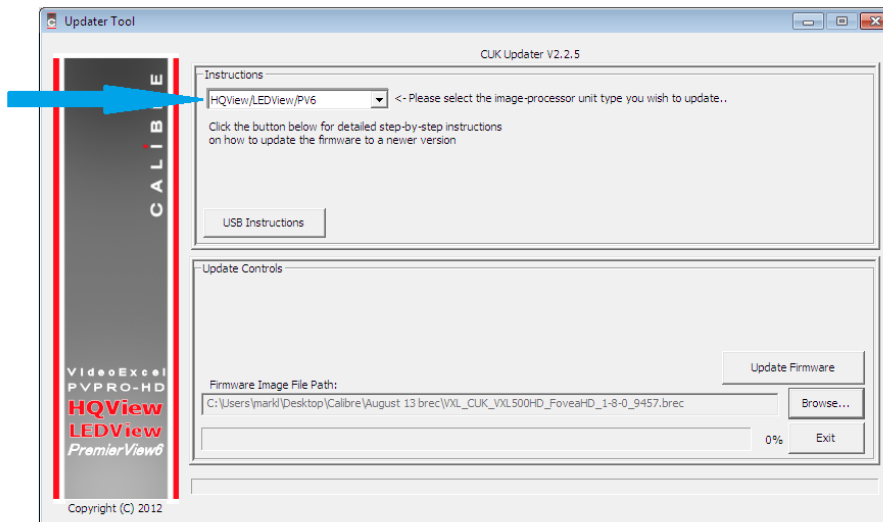 Updater Tool
CUK Updater V2.2.5
Instructions
HQView/LEDView/PV6
<- Please select the image-processor unit type you wish to update..
Click the button below for detailed step-by-step instructions
on how to update the firmware to a newer version
USB Instructions
Update Controls
Update Firmware
Firmware Image File Path:
C:\Users\markl\Desktop\Calibre\August 13 brec\VXL_CUK_VXL500HD_FoveaHD_1-8-0_9457.brec
Browse...
0%
Exit
VideoExcel
PVPRO-HD
HQView
LEDView
PremierView6
Copyright (C) 2012